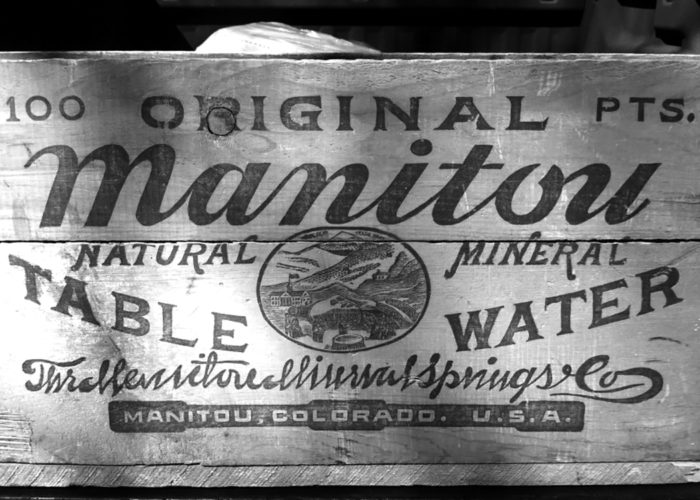 100 ORIGINAL PTS.
Manitou
NATURAL MINERAL
TABLE WATER
The Manitou Mineral Springs Co
MANITOU, COLORADO. U.S.A.